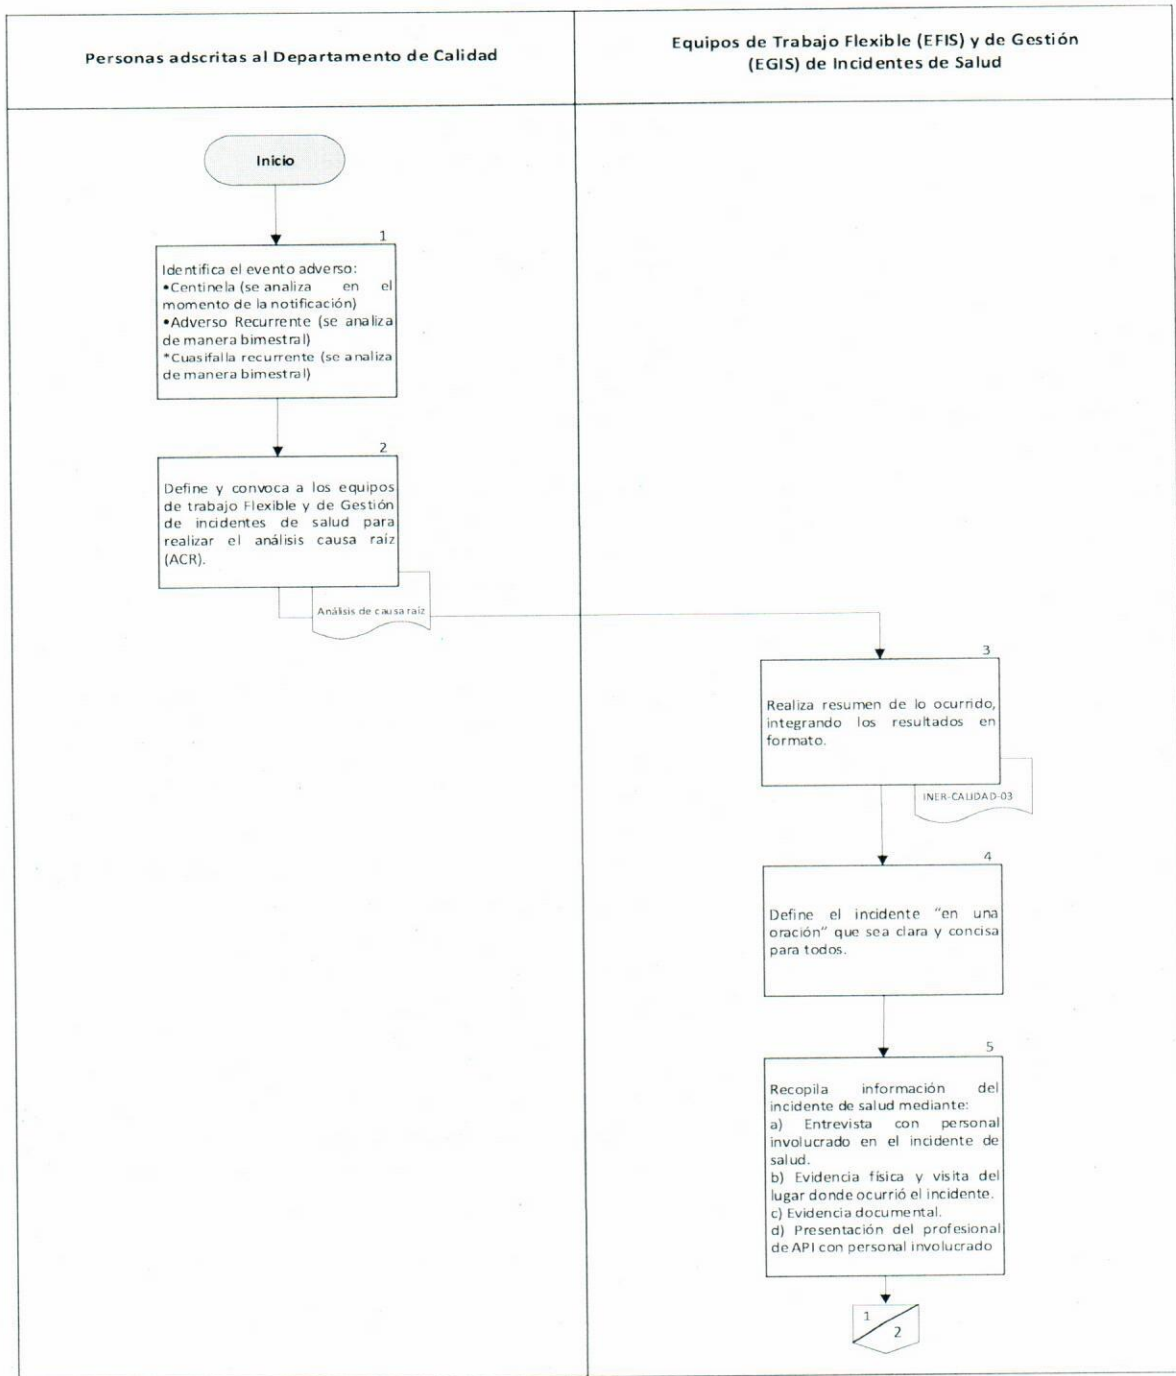 Personas adscritas al Departamento de Calidad
Equipos de Trabajo Flexible (EFIS) y de Gestión
(EGIS) de Incidentes de Salud
Inicio
1
Identifica el evento adverso:
•Centinela (se analiza en el
momento de la notificación)
•Adverso Recurrente (se analiza
de manera bimestral)
*Cuasifalla recurrente (se analiza
de manera bimestral)
2
Define y convoca a los equipos
de trabajo Flexible y de Gestión
de incidentes de salud para
realizar el análisis causa raíz
(ACR).
Análisis de causa raíz
3
Realiza resumen de lo ocurrido,
integrando los resultados en
formato.
INER-CALIDAD-03
4
Define el incidente “en una
oración” que sea clara y concisa
para todos.
5
Recopila información del
incidente de salud mediante:
a) Entrevista con personal
involucrado en el incidente de
salud.
b) Evidencia física y visita del
lugar donde ocurrió el incidente.
c) Evidencia documental.
d) Presentación del profesional
de API con personal involucrado
1
2